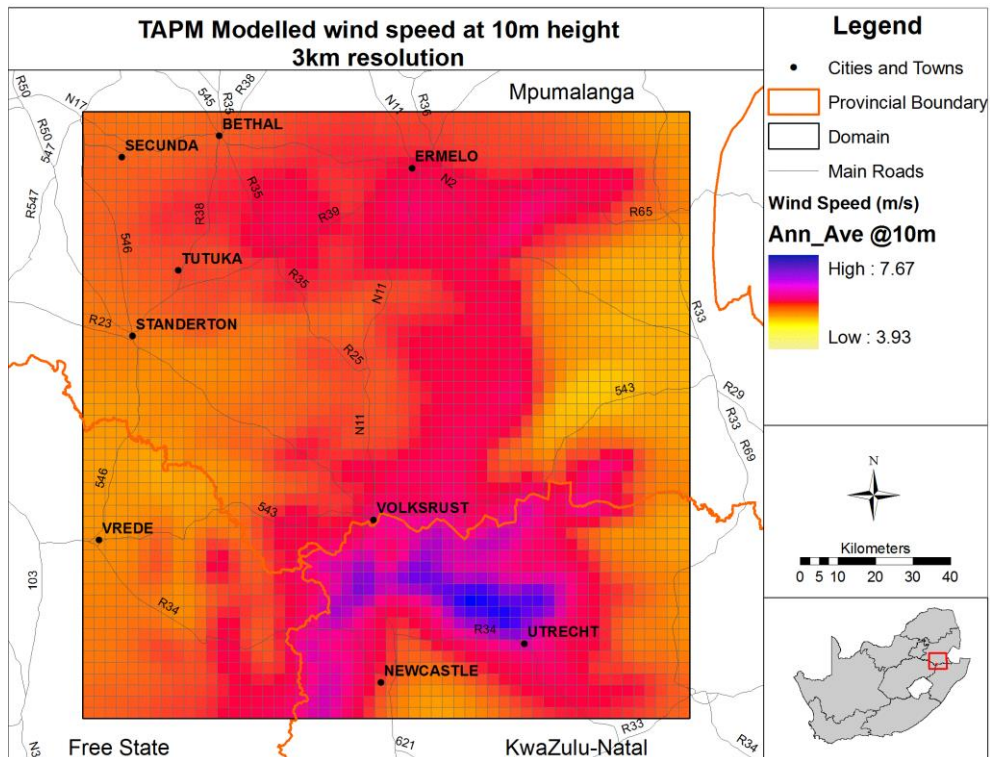 TAPM Modelled wind speed at 10m height
3km resolution
Legend
Cities and Towns
Provincial Boundary
Domain
Main Roads
Wind Speed (m/s)
Ann_Ave @10m
High : 7.67
Low : 3.93
N
Kilometers
0 5 10 20 30 40
Mpumalanga
R50
N17
545
R35
R38
N11
R36
R50
547
BETHAL
SECUNDA
ERMELO
N2
R35
R547
R38
R39
R65
546
TUTUKA
R35
N11
R33
R23
STANDERTON
R25
543
R29
N11
R33
R69
546
543
VOLKSRUST
VREDE
103
R34
R34
UTRECHT
NEWCASTLE
N3
Free State
621
KwaZulu-Natal
R33
R34